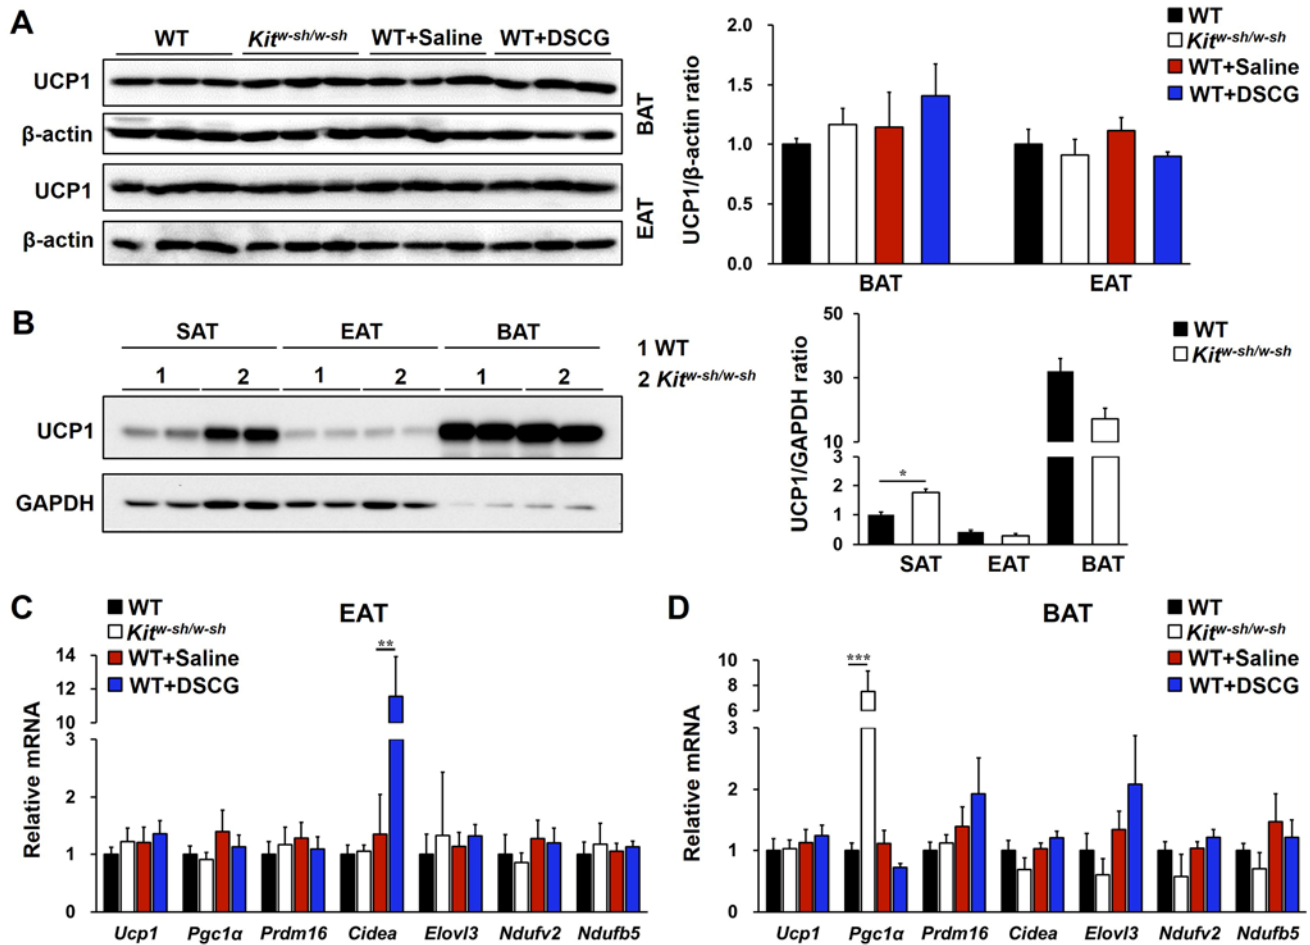 A
WT Kit^w-sh/w-sh WT+Saline WT+DSCG
UCP1
β-actin
BAT
UCP1
β-actin
EAT
UCP1/β-actin ratio
2.0
1.5
1.0
0.5
0.0
BAT EAT
WT
Kit^w-sh/w-sh
WT+Saline
WT+DSCG
B
SAT EAT BAT
1 2 1 2 1 2
1 WT
2 Kit^w-sh/w-sh
UCP1
GAPDH
UCP1/GAPDH ratio
50
30
10
3
2
1
0
*
SAT EAT BAT
WT
Kit^w-sh/w-sh
C
EAT
WT
Kit^w-sh/w-sh
WT+Saline
WT+DSCG
Relative mRNA
14
12
10
3
2
1
0
**
Ucp1 Pgc1α Prdm16 Cidea Elovl3 Ndufv2 Ndufb5
D
BAT
WT
Kit^w-sh/w-sh
WT+Saline
WT+DSCG
Relative mRNA
10
8
6
3
2
1
0
***
Ucp1 Pgc1α Prdm16 Cidea Elovl3 Ndufv2 Ndufb5